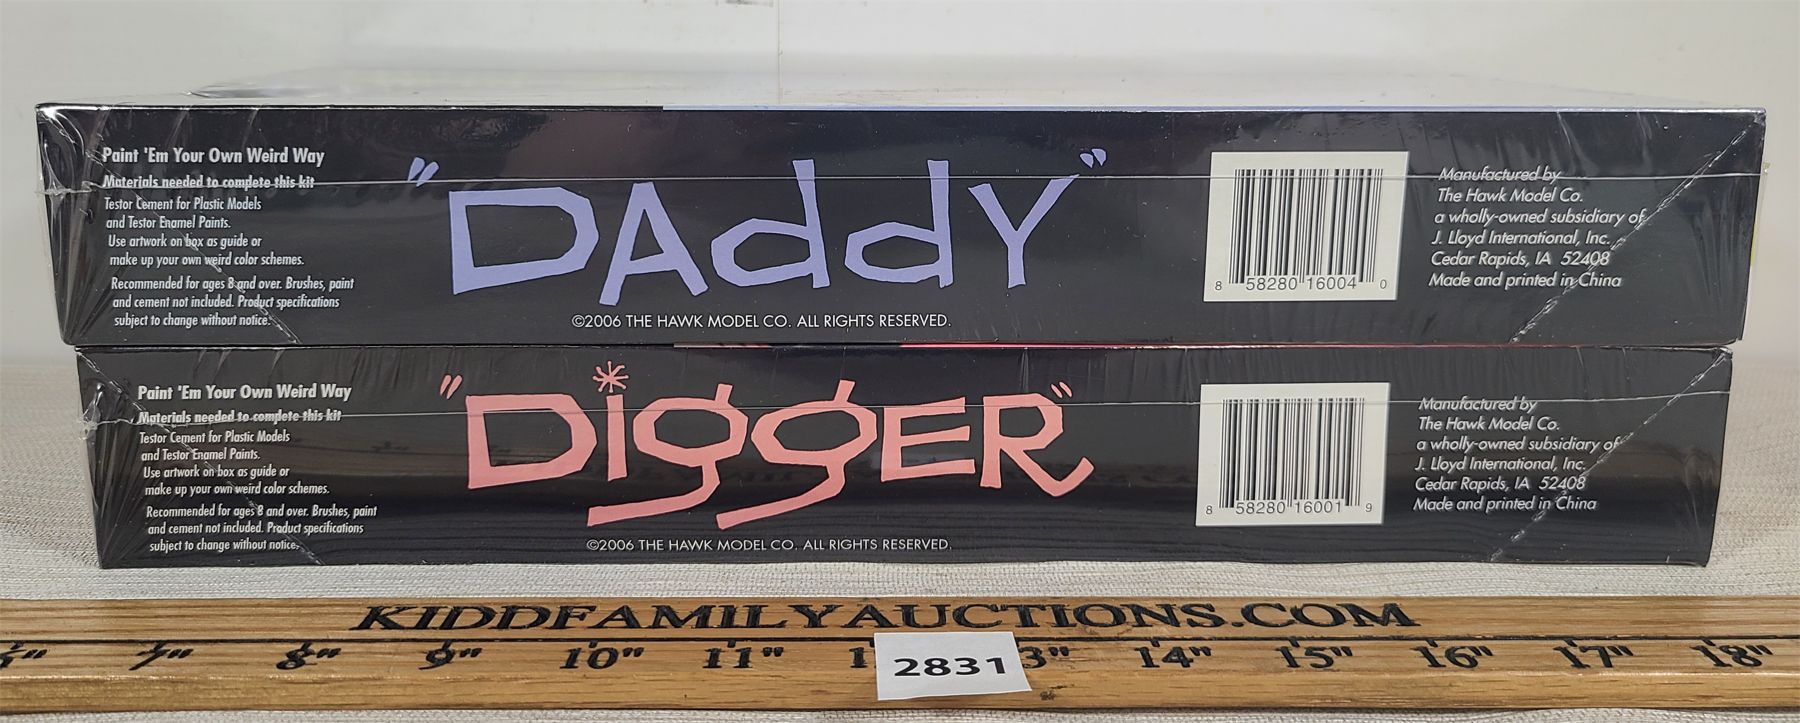 Paint 'Em Your Own Weird Way
Materials needed to complete this kit
Testor Cement for Plastic Models
and Testor Enamel Paints.
Use artwork on box as guide or
make up your own weird color schemes.
Recommended for ages 8 and over. Brushes, paint
and cement not included. Product specifications
subject to change without notice.
"DAddY"
©2006 THE HAWK MODEL CO. ALL RIGHTS RESERVED.
8 58280 16004 0
Manufactured by
The Hawk Model Co.
a wholly-owned subsidiary of
J. Lloyd International, Inc.
Cedar Rapids, IA 52408
Made and printed in China
Paint 'Em Your Own Weird Way
Materials needed to complete this kit
Testor Cement for Plastic Models
and Testor Enamel Paints.
Use artwork on box as guide or
make up your own weird color schemes.
Recommended for ages 8 and over. Brushes, paint
and cement not included. Product specifications
subject to change without notice.
"DiggER"
©2006 THE HAWK MODEL CO. ALL RIGHTS RESERVED.
8 58280 16001 9
Manufactured by
The Hawk Model Co.
a wholly-owned subsidiary of
J. Lloyd International, Inc.
Cedar Rapids, IA 52408
Made and printed in China
KIDDFAMILYAUCTIONS.COM
7" 8" 9" 10" 11" 14" 15" 16" 17" 18"
2831